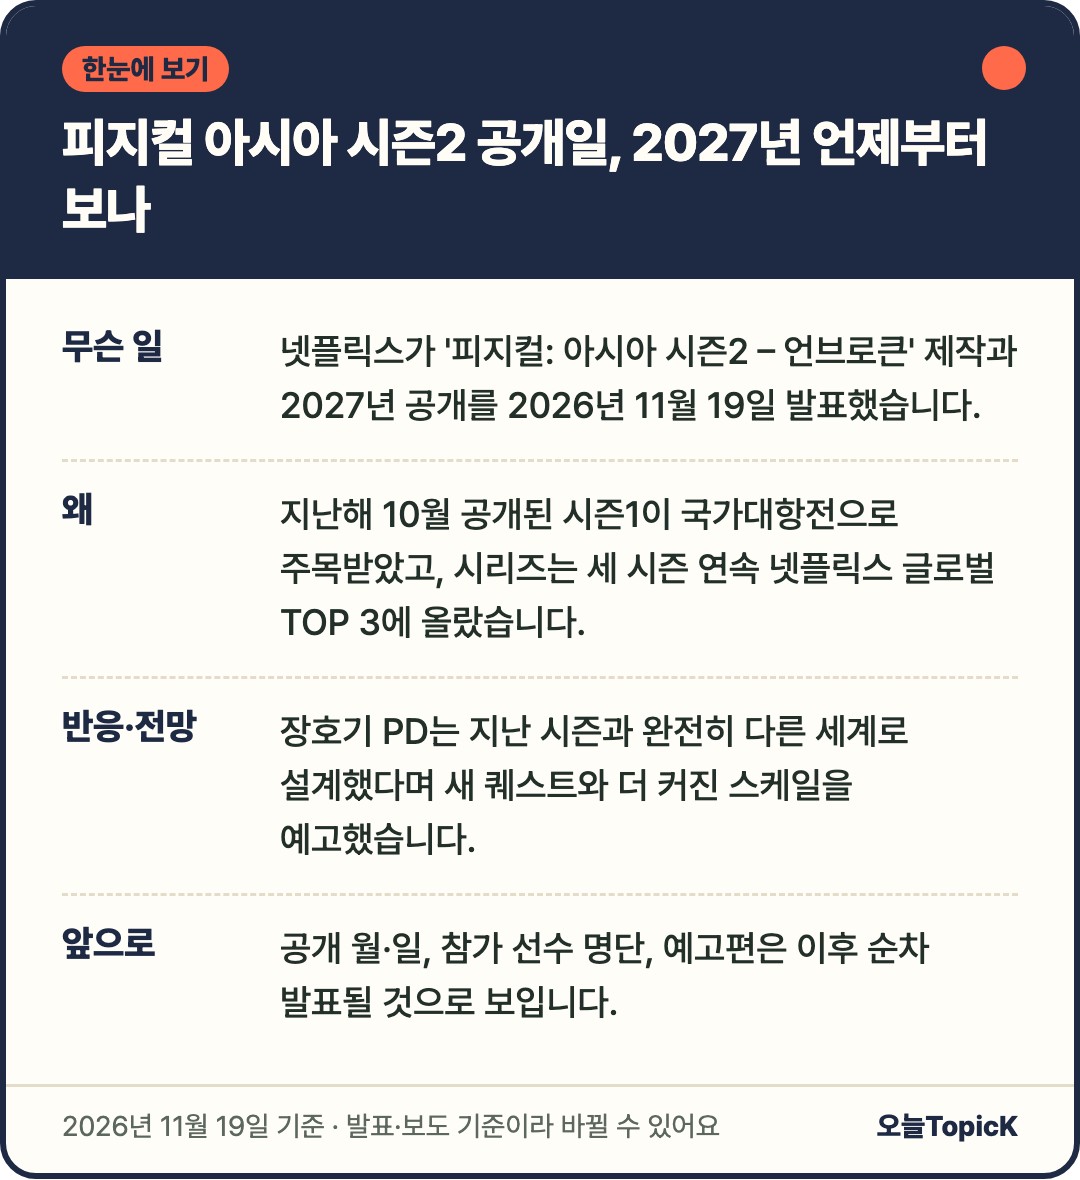 한눈에 보기
피지컬 아시아 시즌2 공개일, 2027년 언제부터
보나
무슨 일
넷플릭스가 '피지컬: 아시아 시즌2 – 언브로큰' 제작과
2027년 공개를 2026년 11월 19일 발표했습니다.
왜
지난해 10월 공개된 시즌1이 국가대항전으로
주목받았고, 시리즈는 세 시즌 연속 넷플릭스 글로벌
TOP 3에 올랐습니다.
반응·전망
장호기 PD는 지난 시즌과 완전히 다른 세계로
설계했다며 새 퀘스트와 더 커진 스케일을
예고했습니다.
앞으로
공개 월·일, 참가 선수 명단, 예고편은 이후 순차
발표될 것으로 보입니다.
2026년 11월 19일 기준 · 발표·보도 기준이라 바뀔 수 있어요
오늘TopicK